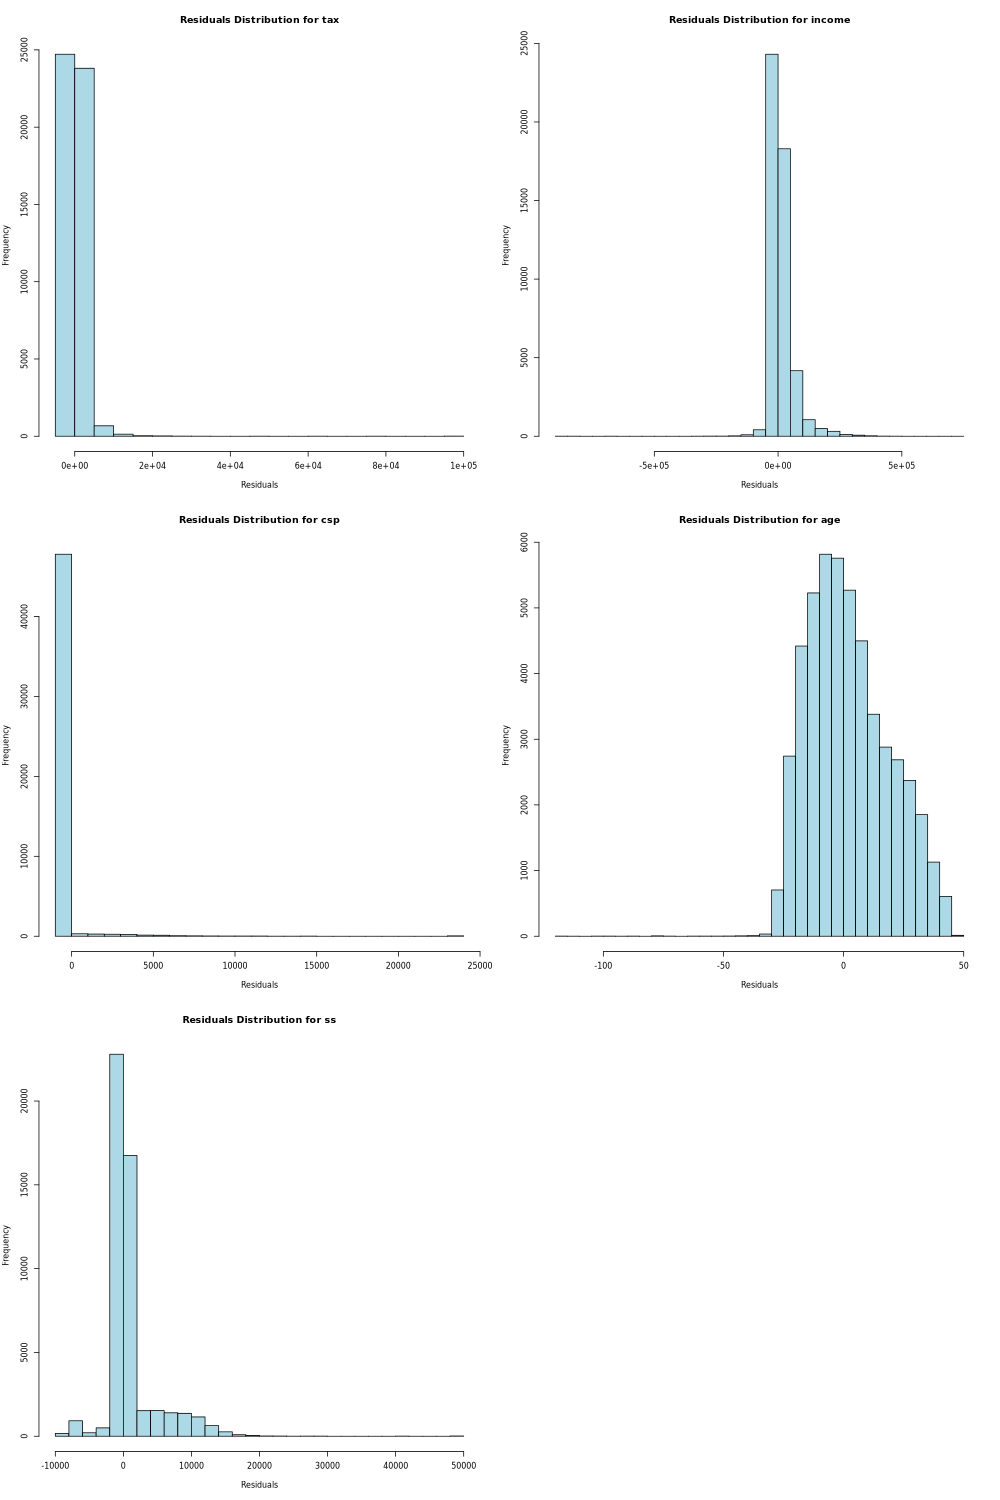 Residuals Distribution for tax
Frequency
0
5000
10000
15000
20000
25000
0e+00 2e+04 4e+04 6e+04 8e+04 1e+05
Residuals
Residuals Distribution for income
Frequency
0
5000
10000
15000
20000
25000
-5e+05 0e+00 5e+05
Residuals
Residuals Distribution for csp
Frequency
0
10000
20000
30000
40000
0 5000 10000 15000 20000 25000
Residuals
Residuals Distribution for age
Frequency
0
1000
2000
3000
4000
5000
6000
-100 -50 0 50
Residuals
Residuals Distribution for ss
Frequency
0
5000
10000
15000
20000
-10000 0 10000 20000 30000 40000 50000
Residuals